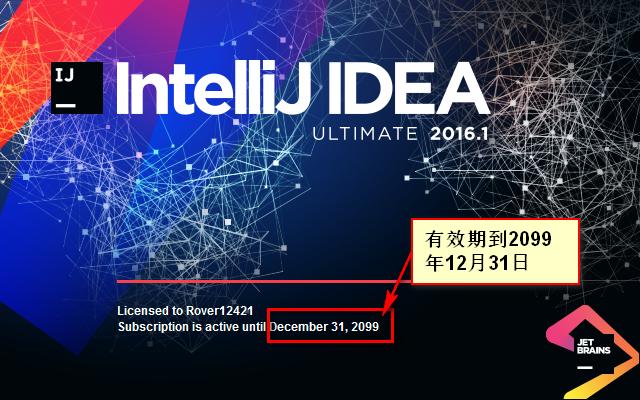 IJ
IntelliJ IDEA
ULTIMATE 2016.1
有效期到2099
年12月31日
Licensed to Rover12421
Subscription is active until December 31, 2099
JET
BRAINS